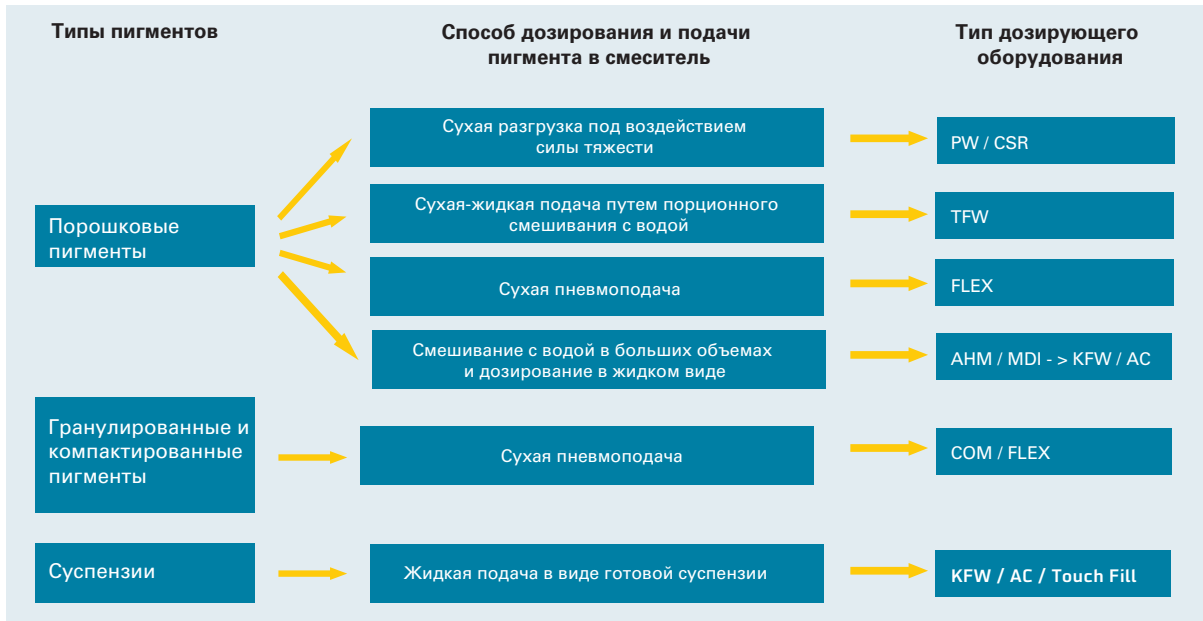 Типы пигментов
Способ дозирования и подачи
пигмента в смеситель
Тип дозирующего
оборудования
Порошковые
пигменты
Сухая разгрузка под воздействием
силы тяжести
PW / CSR
Сухая-жидкая подача путем порционного
смешивания с водой
TFW
Сухая пневмоподача
FLEX
Смешивание с водой в больших объемах
и дозирование в жидком виде
AHM / MDI - > KFW / AC
Гранулированные и
компактированные
пигменты
Сухая пневмоподача
COM / FLEX
Суспензии
Жидкая подача в виде готовой суспензии
KFW / AC / Touch Fill